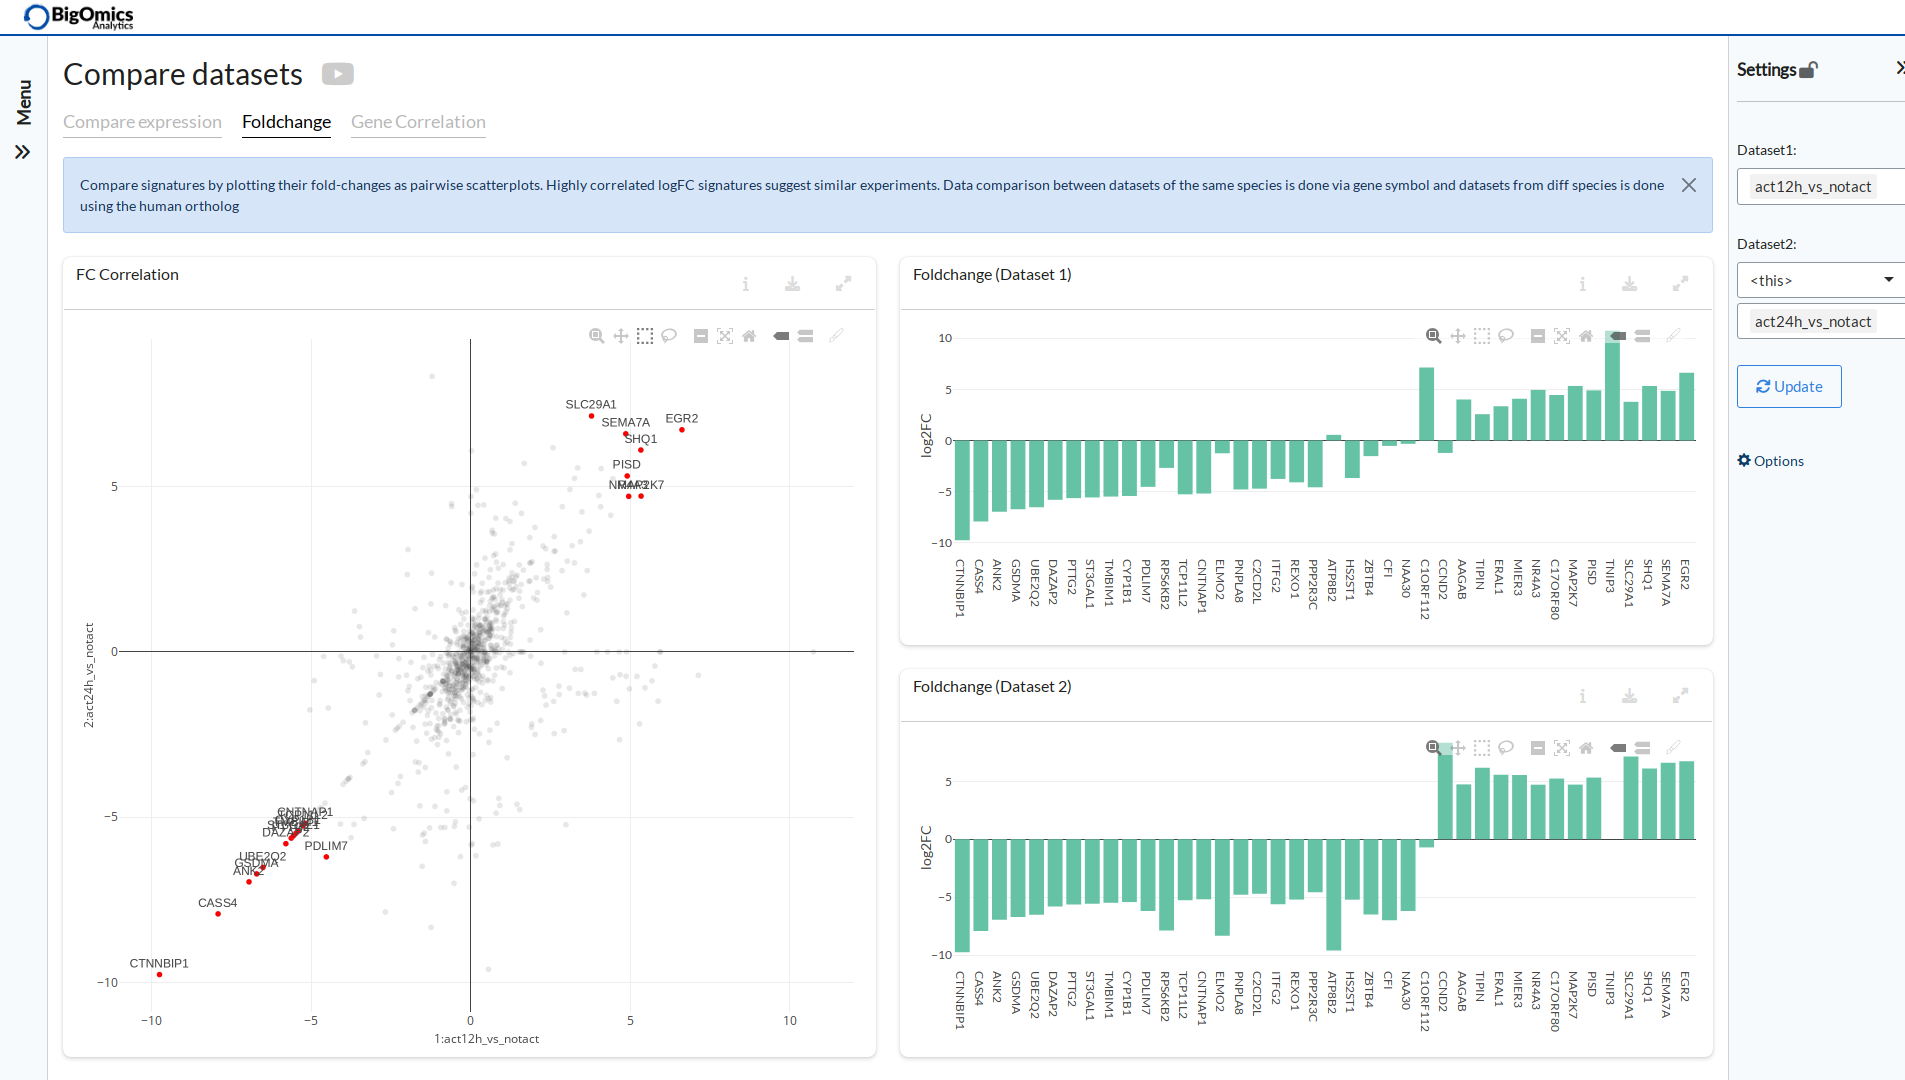 BigOmics
Analytics
Menu
Compare datasets
Compare expression
Foldchange
Gene Correlation
Compare signatures by plotting their fold-changes as pairwise scatterplots. Highly correlated logFC signatures suggest similar experiments. Data comparison between datasets of the same species is done via gene symbol and datasets from diff species is done
using the human ortholog
FC Correlation
SLC29A1
SEMA7A
EGR2
SHQ1
PISD
MAP2K7
CNTNAP1
DAZAP2
PDLIM7
UBE2Q2
GSDMA
ANK2
CASS4
CTNNBIP1
5
0
−5
−10
−10
−5
0
5
10
1:act12h_vs_notact
2:act24h_vs_notact
Foldchange (Dataset 1)
10
5
0
−5
−10
log2FC
CTNNBIP1
CASS4
ANK2
GSDMA
UBE2Q2
DAZAP2
PTTG2
ST3GAL1
TMBIM1
CYP1B1
PDLIM7
RPS6KB2
TCP11L2
CNTNAP1
ELMO2
PNPLA8
C2CD2L
ITFG2
REXO1
PPP2R3C
ATP8B2
HS2ST1
ZBTB4
CFI
NAA30
C1ORF112
CCND2
AAGAB
TIPIN
ERAL1
MIER3
NR4A3
C17ORF80
MAP2K7
PISD
TNIP3
SLC29A1
SHQ1
SEMA7A
EGR2
Foldchange (Dataset 2)
5
0
−5
−10
log2FC
CTNNBIP1
CASS4
ANK2
GSDMA
UBE2Q2
DAZAP2
PTTG2
ST3GAL1
TMBIM1
CYP1B1
PDLIM7
RPS6KB2
TCP11L2
CNTNAP1
ELMO2
PNPLA8
C2CD2L
ITFG2
REXO1
PPP2R3C
ATP8B2
HS2ST1
ZBTB4
CFI
NAA30
C1ORF112
CCND2
AAGAB
TIPIN
ERAL1
MIER3
NR4A3
C17ORF80
MAP2K7
PISD
TNIP3
SLC29A1
SHQ1
SEMA7A
EGR2
Settings
Dataset1:
act12h_vs_notact
Dataset2:
<this>
act24h_vs_notact
Update
Options